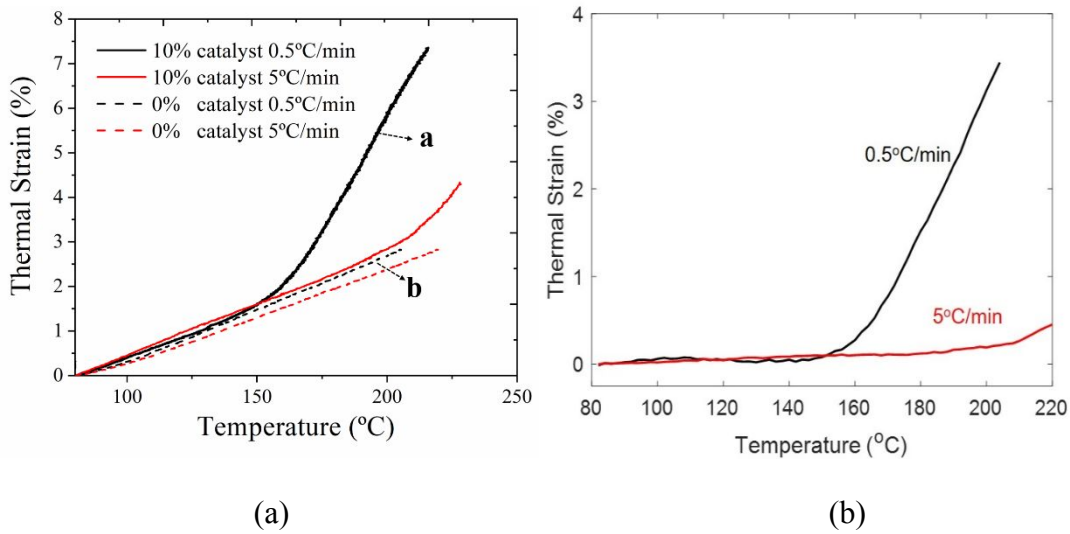 8
7
6
5
4
3
2
1
0
Thermal Strain (%)
10% catalyst 0.5ºC/min
10% catalyst 5ºC/min
0% catalyst 0.5ºC/min
0% catalyst 5ºC/min
a
b
100 150 200 250
Temperature (ºC)
(a)
4
3
2
1
0
Thermal Strain (%)
0.5ºC/min
5ºC/min
80 100 120 140 160 180 200 220
Temperature (ºC)
(b)